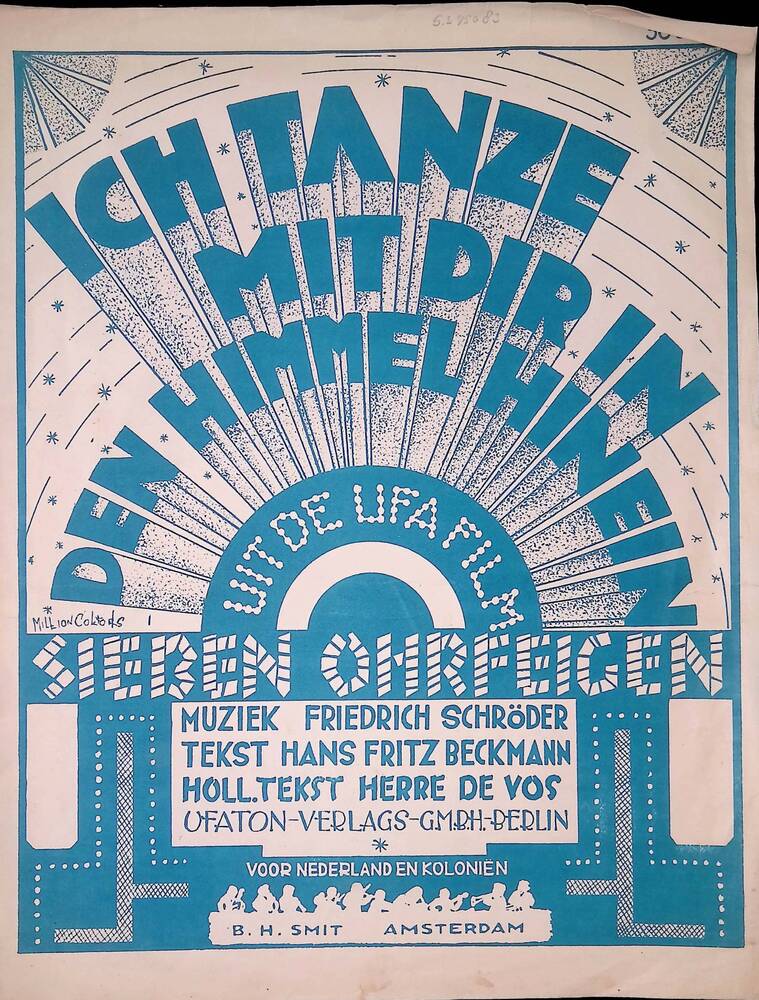 ICH TANZE
MIT DIR IN
DEN HIMMEL HINEIN
UIT DE UFA FILM
MILLION COLORS
SIEBEN OHRFEIGEN
MUZIEK FRIEDRICH SCHRÖDER
TEKST HANS FRITZ BECKMANN
HOLL. TEKST HERRE DE VOS
UFATON-VERLAGS-G.M.B.H.-BERLIN
*
VOOR NEDERLAND EN KOLONIËN
B. H. SMIT AMSTERDAM